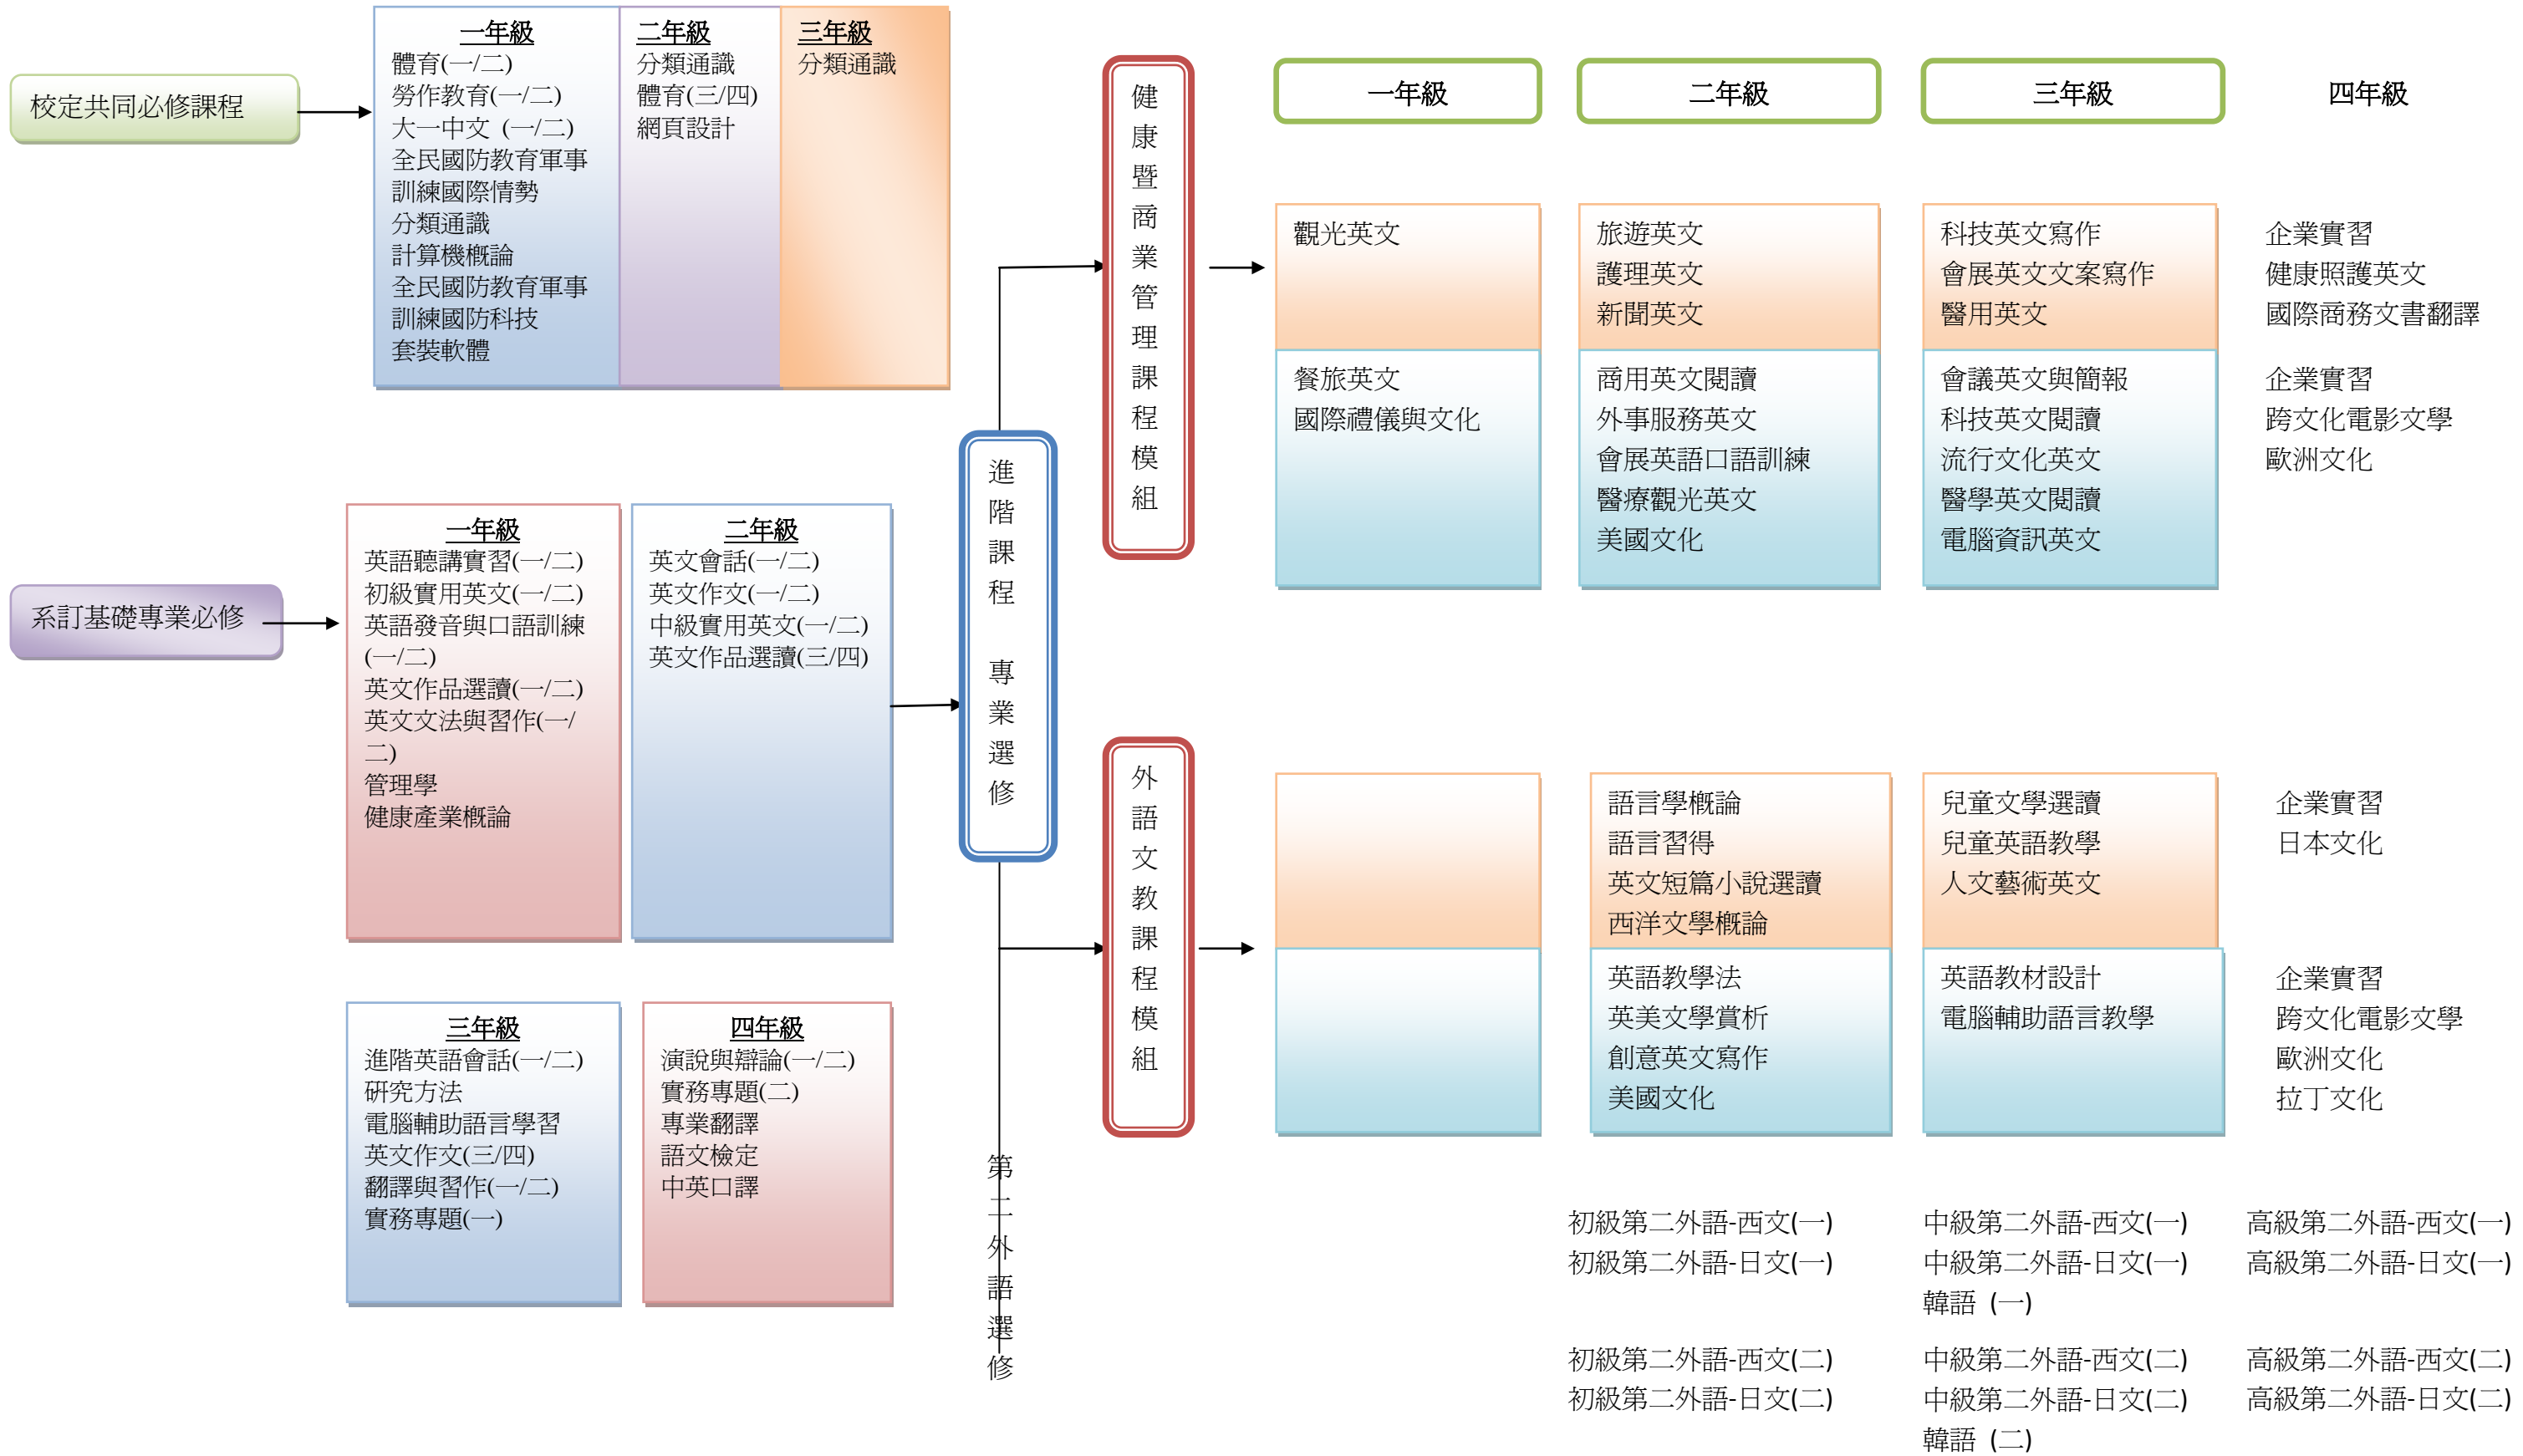 校定共同必修課程
一年級
體育(一/二)
勞作教育(一/二)
大一中文 (一/二)
全民國防教育軍事
訓練國際情勢
分類通識
計算機概論
全民國防教育軍事
訓練國防科技
套裝軟體
二年級
分類通識
體育(三/四)
網頁設計
三年級
分類通識
系訂基礎專業必修
一年級
英語聽講實習(一/二)
初級實用英文(一/二)
英語發音與口語訓練
(一/二)
英文作品選讀(一/二)
英文文法與習作(一/
二)
管理學
健康產業概論
二年級
英文會話(一/二)
英文作文(一/二)
中級實用英文(一/二)
英文作品選讀(三/四)
三年級
進階英語會話(一/二)
研究方法
電腦輔助語言學習
英文作文(三/四)
翻譯與習作(一/二)
實務專題(一)
四年級
演說與辯論(一/二)
實務專題(二)
專業翻譯
語文檢定
中英口譯
進階課程 專業選修
健康暨商業管理課程模組
一年級
二年級
三年級
四年級
觀光英文
旅遊英文
護理英文
新聞英文
科技英文寫作
會展英文文案寫作
醫用英文
企業實習
健康照護英文
國際商務文書翻譯
餐旅英文
國際禮儀與文化
商用英文閱讀
外事服務英文
會展英語口語訓練
醫療觀光英文
美國文化
會議英文與簡報
科技英文閱讀
流行文化英文
醫學英文閱讀
電腦資訊英文
企業實習
跨文化電影文學
歐洲文化
外語文教課程模組
語言學概論
語言習得
英文短篇小說選讀
西洋文學概論
兒童文學選讀
兒童英語教學
人文藝術英文
企業實習
日本文化
英語教學法
英美文學賞析
創意英文寫作
美國文化
英語教材設計
電腦輔助語言教學
企業實習
跨文化電影文學
歐洲文化
拉丁文化
第二外語選修
初級第二外語-西文(一)
初級第二外語-日文(一)
中級第二外語-西文(一)
中級第二外語-日文(一)
韓語 (一)
高級第二外語-西文(一)
高級第二外語-日文(一)
初級第二外語-西文(二)
初級第二外語-日文(二)
中級第二外語-西文(二)
中級第二外語-日文(二)
韓語 (二)
高級第二外語-西文(二)
高級第二外語-日文(二)